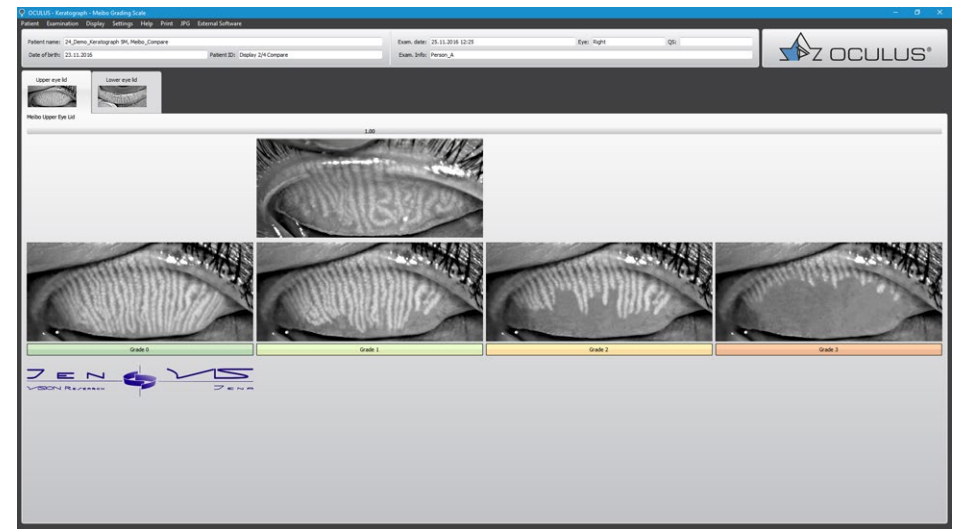 OCULUS - Keratograph - Meibo Grading Scale
Patient Examination Display Settings Help Print JPG External Software
Patient name: 24_Demo_Keratograph 5M, Meibo_Compare
Exam. date: 25.11.2016 12:25 Eye: Right QS:
Date of birth: 23.11.2016 Patient ID: Display 2/4 Compare
Exam. Info: Person_A
OCULUS®
Upper eye lid Lower eye lid
Meibo Upper Eye Lid
1.00
Grade 0 Grade 1 Grade 2 Grade 3
JENVIS
VISION RESEARCH JENA